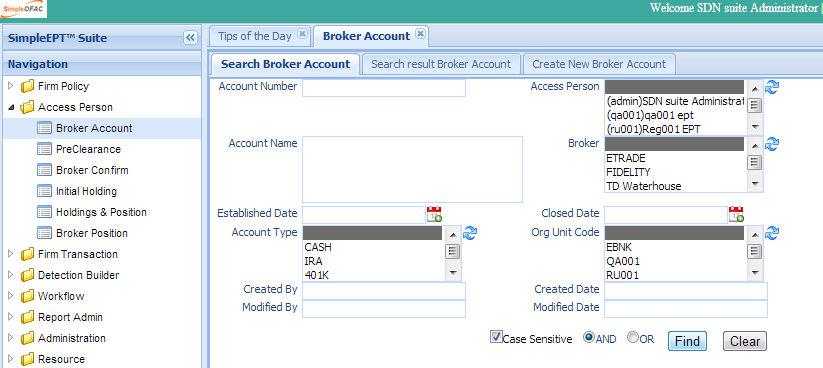 SimpleOFAC
Welcome SDN suite Administrator |
SimpleEPT™ Suite
Tips of the Day
Broker Account
Navigation
Search Broker Account
Search result Broker Account
Create New Broker Account
Firm Policy
Access Person
Broker Account
PreClearance
Broker Confirm
Initial Holding
Holdings & Position
Broker Position
Firm Transaction
Detection Builder
Workflow
Report Admin
Administration
Resource
Account Number
Access Person
(admin)SDN suite Administrat
(qa001)qa001 ept
(ru001)Reg001 EPT
Account Name
Broker
ETRADE
FIDELITY
TD Waterhouse
Established Date
Closed Date
Account Type
CASH
IRA
401K
Org Unit Code
EBNK
QA001
RU001
Created By
Created Date
Modified By
Modified Date
Case Sensitive
AND
OR
Find
Clear